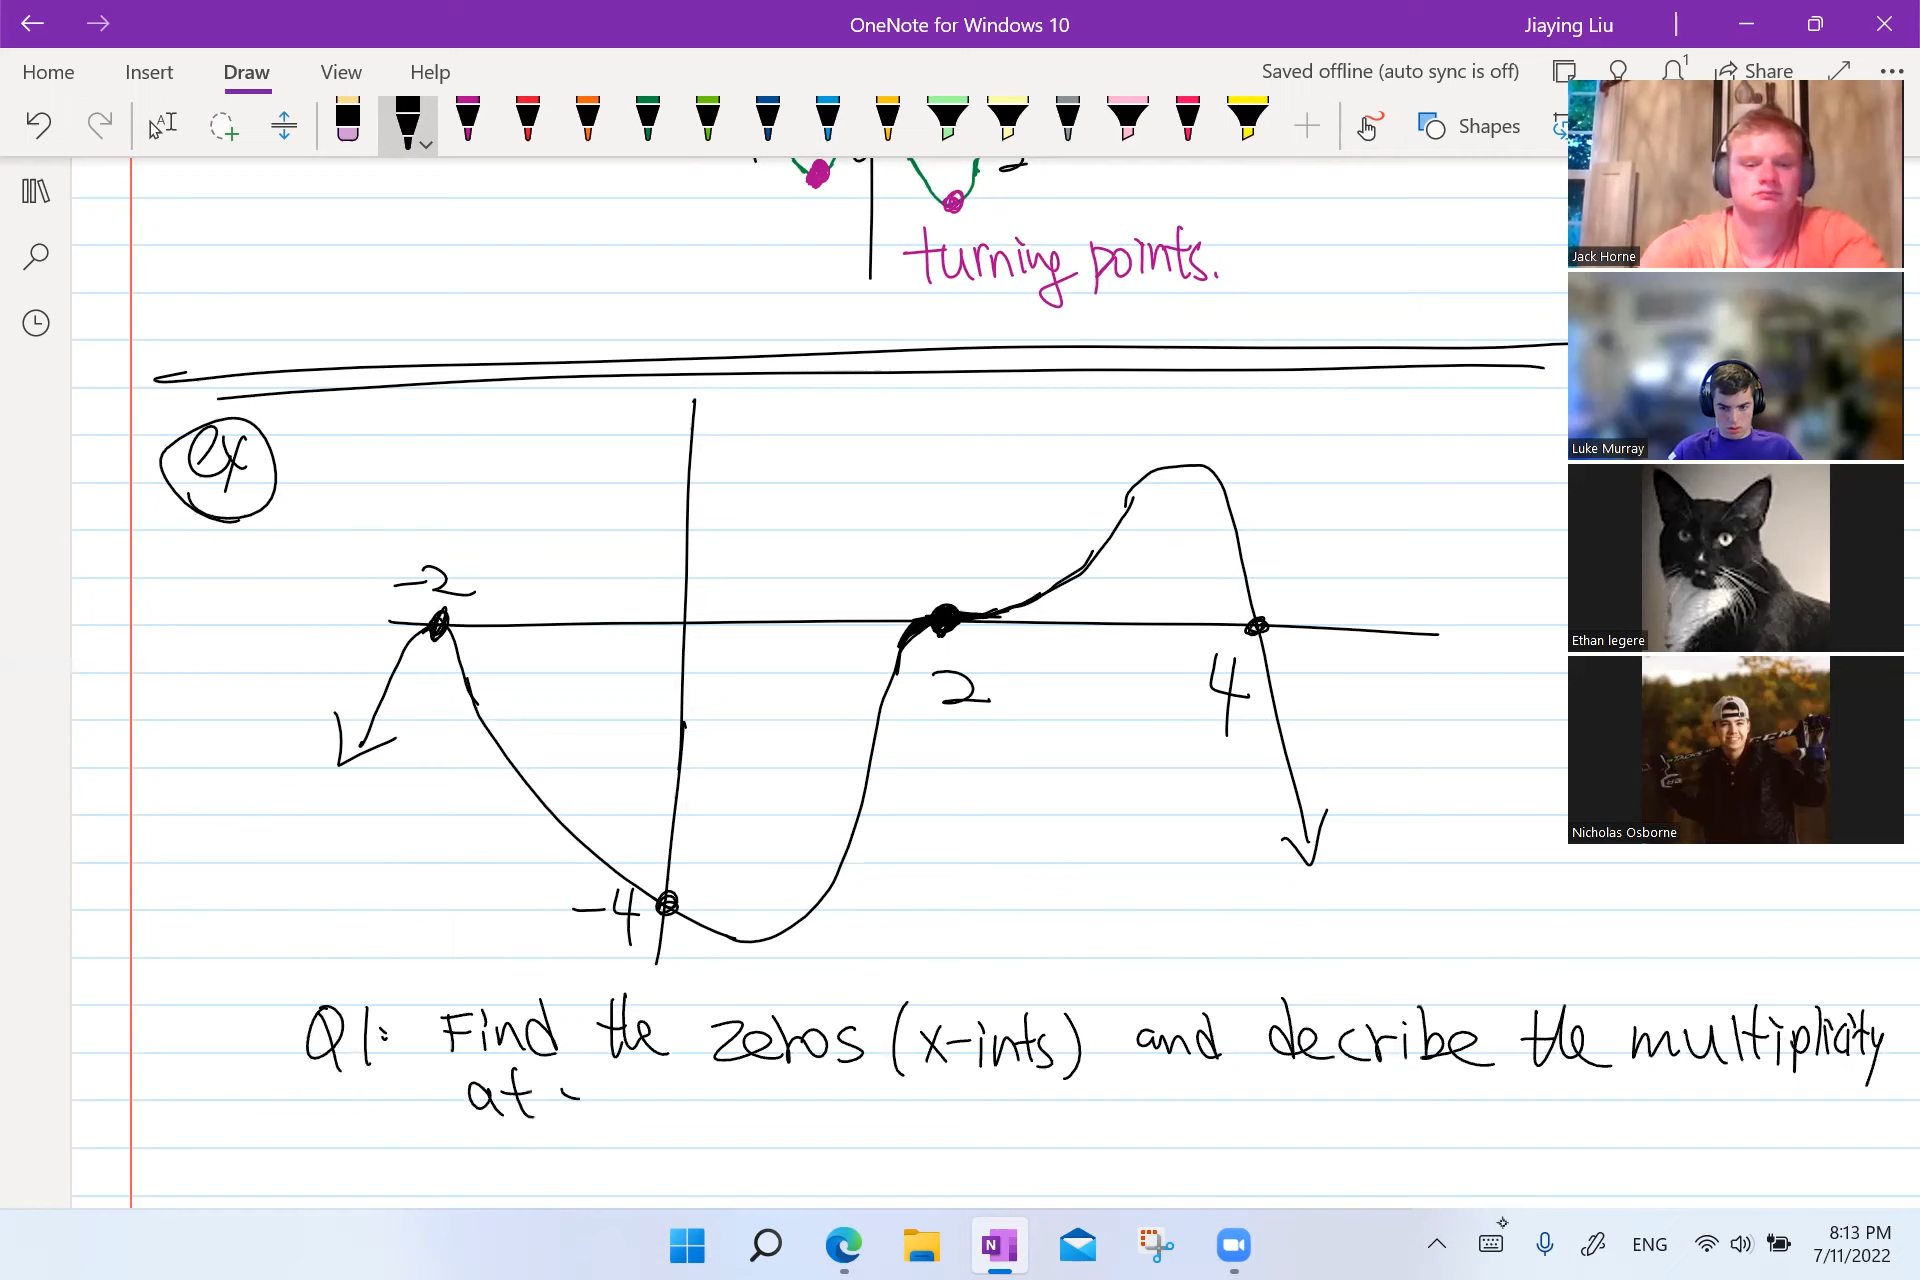 OneNote for Windows 10
Jiaying Liu
Home Insert Draw View Help
Saved offline (auto sync is off)
1
Share
Shapes
turning points.
ex
-2
2
4
-4
Q1: Find the zeros (x-ints) and decribe the multiplicity
at
Jack Horne
Luke Murray
Ethan legere
Nicholas Osborne
ENG
8:13 PM
7/11/2022